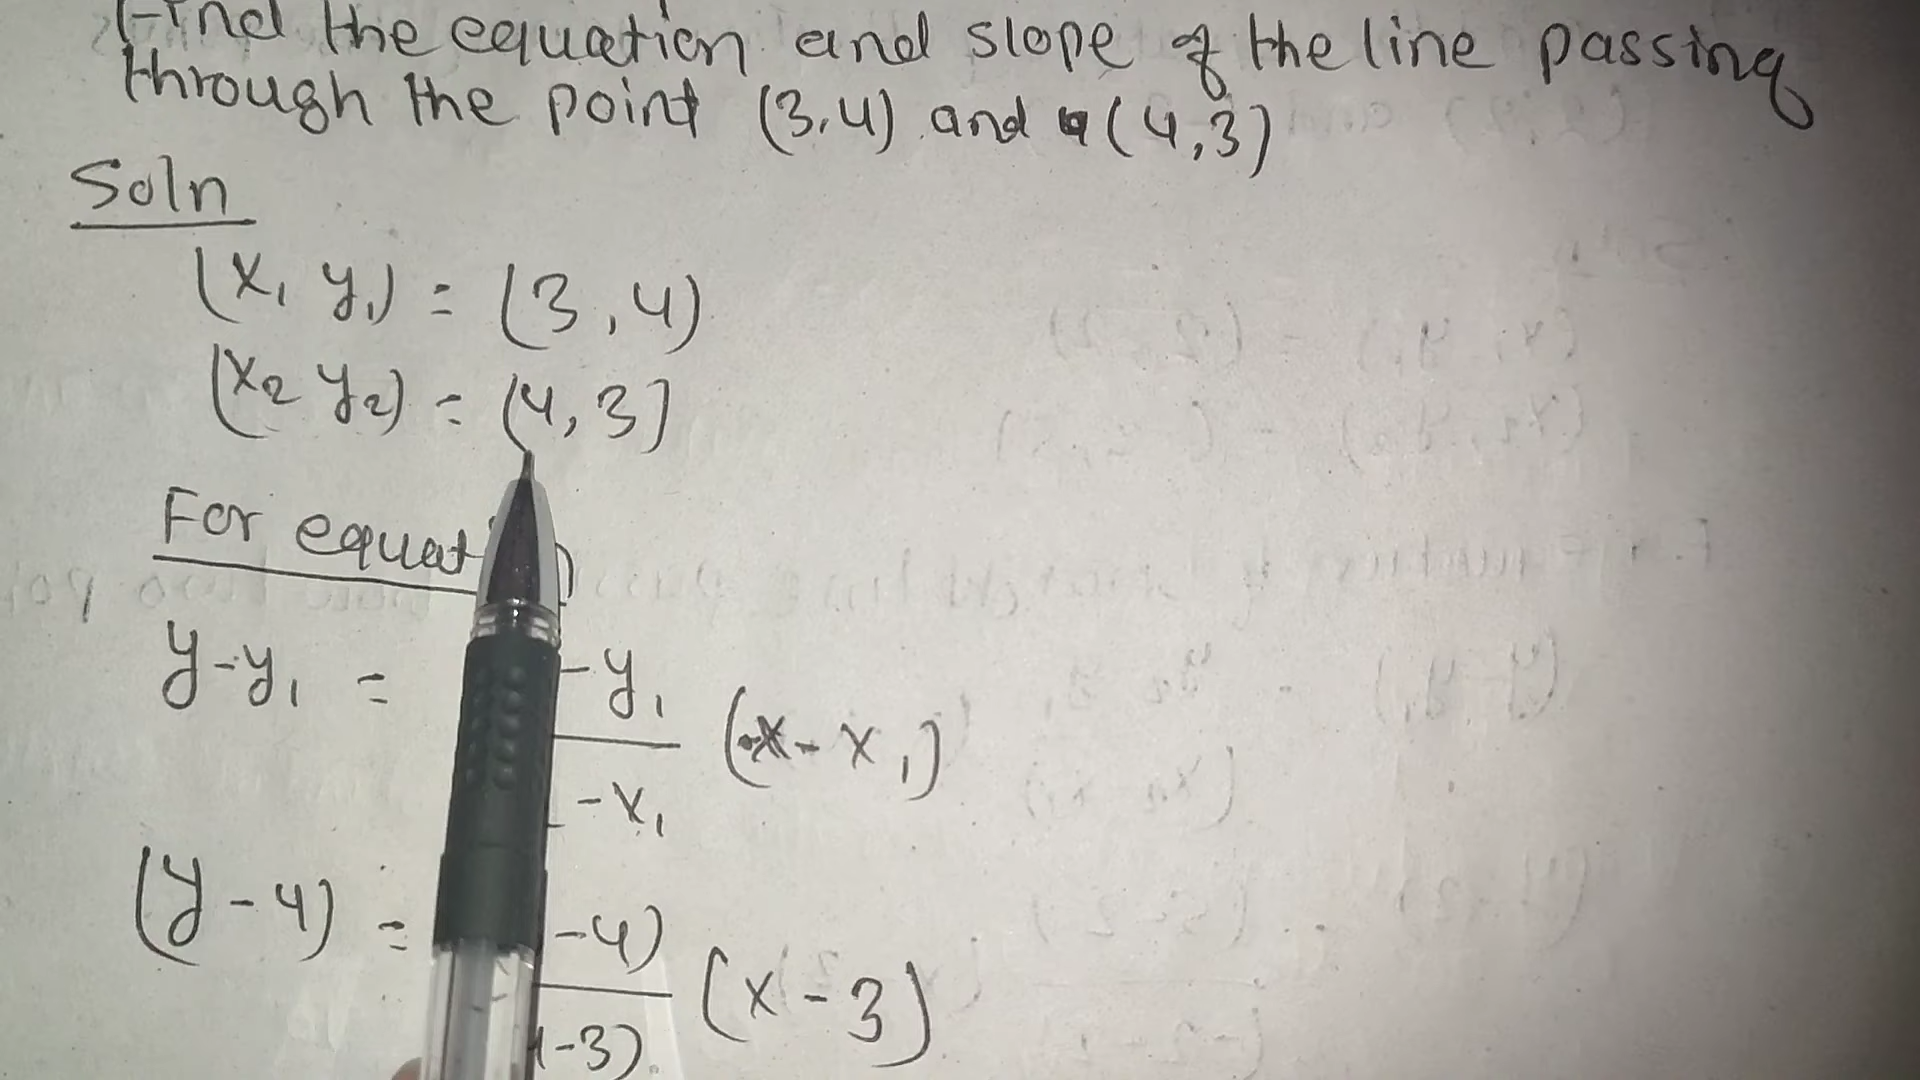 Find the equation and slope of the line passing
through the point (3,4) and (4,3)
Soln
(x₁ y₁) = (3,4)
(x₂ y₂) = (4,3)
For
y-y₁ = -y₁ / -x₁ (x-x₁)
(y-4) = -4) / -3) (x-3)